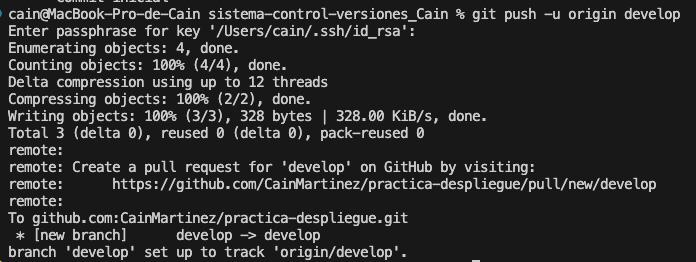 Commit inicial
cain@MacBook-Pro-de-Cain sistema-control-versiones_Cain % git push -u origin develop
Enter passphrase for key '/Users/cain/.ssh/id_rsa':
Enumerating objects: 4, done.
Counting objects: 100% (4/4), done.
Delta compression using up to 12 threads
Compressing objects: 100% (2/2), done.
Writing objects: 100% (3/3), 328 bytes | 328.00 KiB/s, done.
Total 3 (delta 0), reused 0 (delta 0), pack-reused 0
remote:
remote: Create a pull request for 'develop' on GitHub by visiting:
remote:      https://github.com/CainMartinez/practica-despliegue/pull/new/develop
remote:
To github.com:CainMartinez/practica-despliegue.git
 * [new branch]      develop -> develop
branch 'develop' set up to track 'origin/develop'.